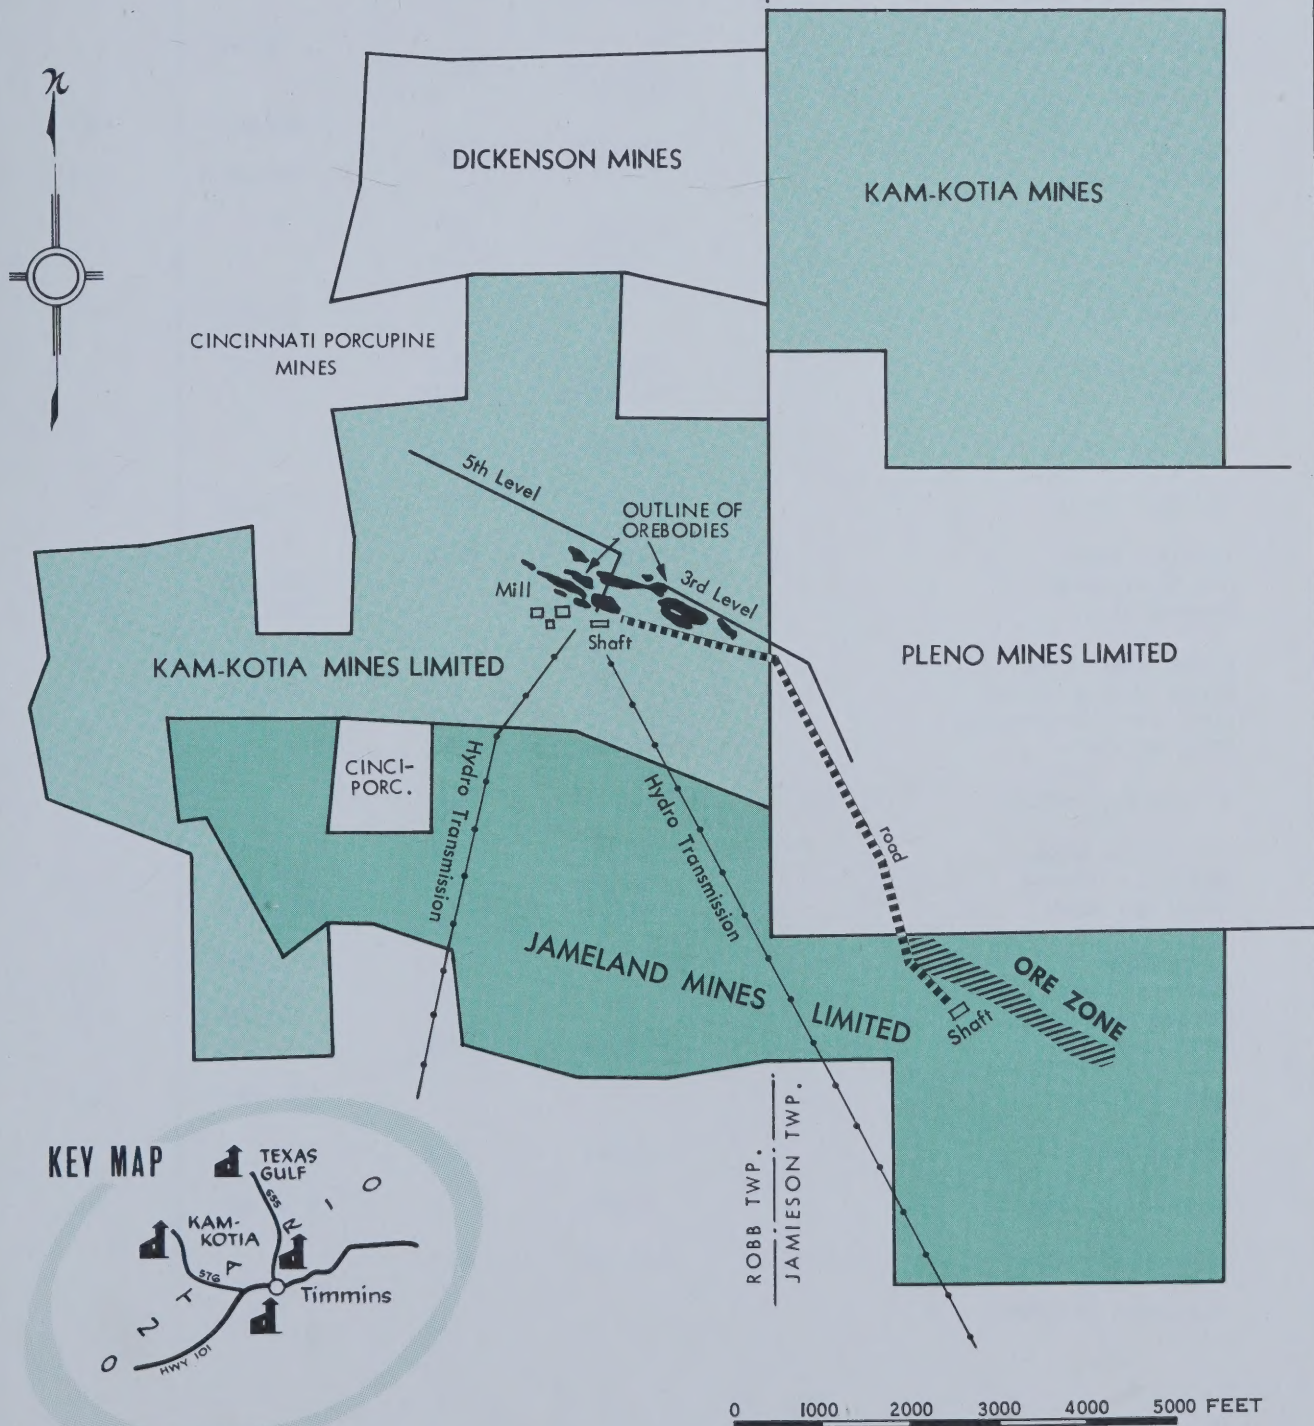 N
DICKENSON MINES
KAM-KOTIA MINES
CINCINNATI PORCUPINE
MINES
5th Level
OUTLINE OF
OREBODIES
3rd Level
Mill
Shaft
KAM-KOTIA MINES LIMITED
PLENO MINES LIMITED
CINCI-
PORC.
Hydro Transmission
Hydro Transmission
road
JAMELAND MINES LIMITED
ORE ZONE
Shaft
ROBB TWP.
JAMIESON TWP.
KEY MAP
TEXAS
GULF
655
KAM-
KOTIA
576
Timmins
HWY 101
ONTARIO
0 1000 2000 3000 4000 5000 FEET